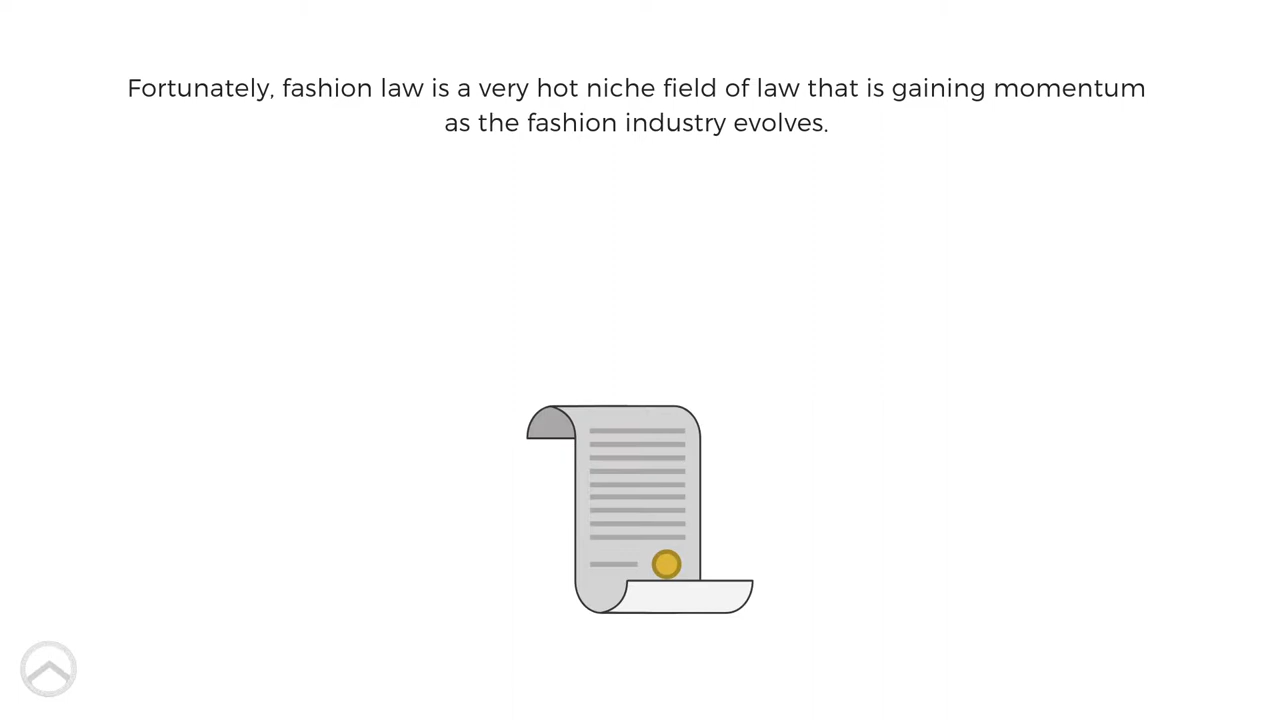 Fortunately, fashion law is a very hot niche field of law that is gaining momentum
as the fashion industry evolves.